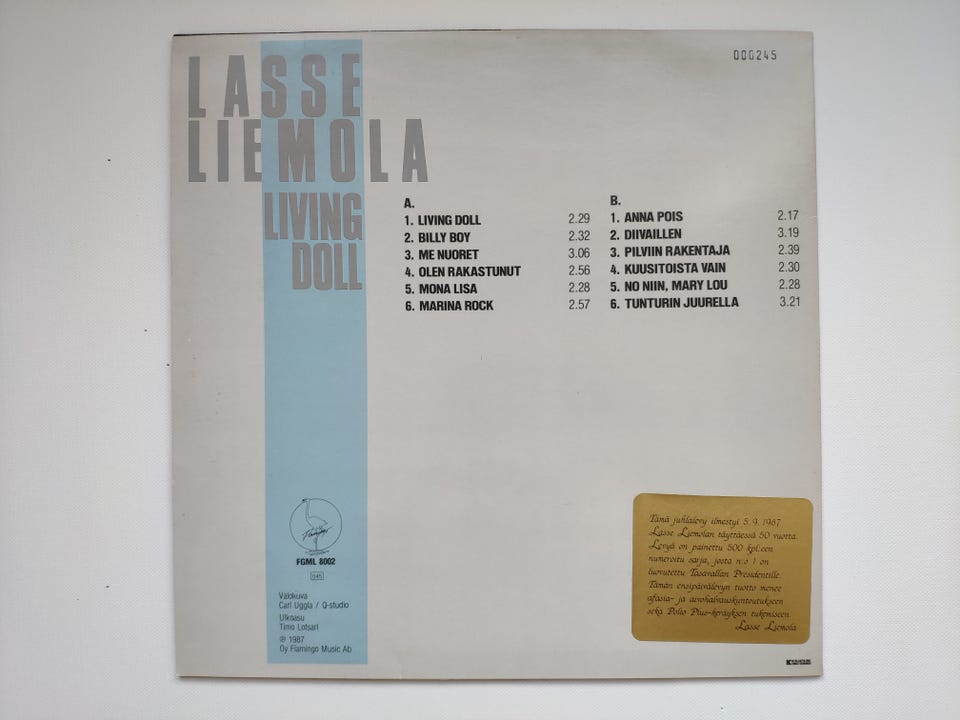 000245
LASSE
LIEMOLA
LIVING
DOLL
A.
1. LIVING DOLL 2.29
2. BILLY BOY 2.32
3. ME NUORET 3.06
4. OLEN RAKASTUNUT 2.56
5. MONA LISA 2.28
6. MARINA ROCK 2.57
B.
1. ANNA POIS 2.17
2. DIIVAILLEN 3.19
3. PILVIIN RAKENTAJA 2.39
4. KUUSITOISTA VAIN 2.30
5. NO NIIN, MARY LOU 2.28
6. TUNTURIN JUURELLA 3.21
Flamingo
FGML 8002
Valokuva
Carl Uggla / Q-studio
Ulkoasu
Timo Lotsari
℗ 1987
Oy Flamingo Music Ab
Tämä juhlalevy ilmestyi 5.9.1987
Lasse Liemolan täyttäessä 50 vuotta.
Levyä on painettu 500 kpl:een
numeroitu sarja, josta n:o 1 on
luovutettu Tasavallan Presidentille.
Tämän ensipäivälevyn tuotto menee
afasia- ja aivohalvauskuntoutukseen
sekä Polio Plus-keräyksen tukemiseen.
Lasse Liemola